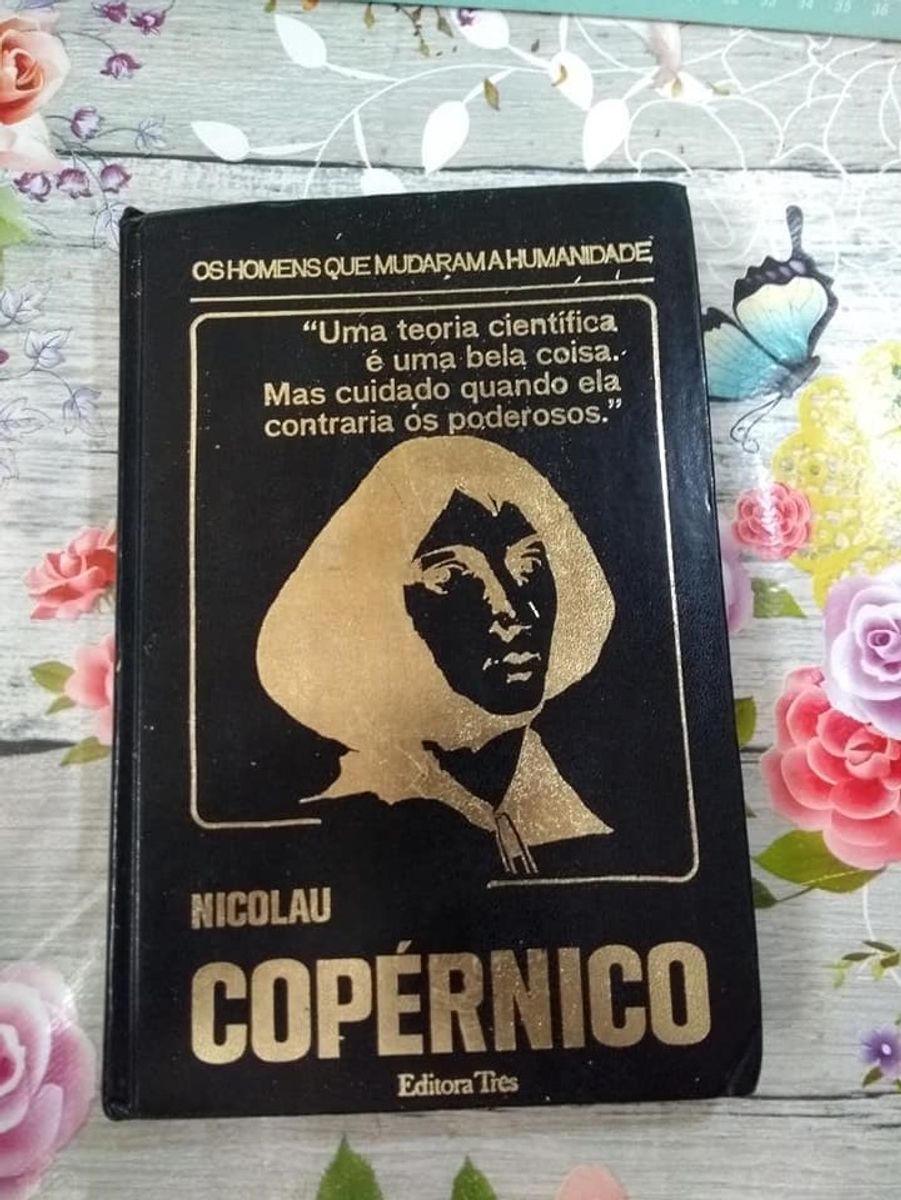 OS HOMENS QUE MUDARAM A HUMANIDADE
“Uma teoria científica
é uma bela coisa.
Mas cuidado quando ela
contraria os poderosos.”
NICOLAU
COPÉRNICO
Editora Três